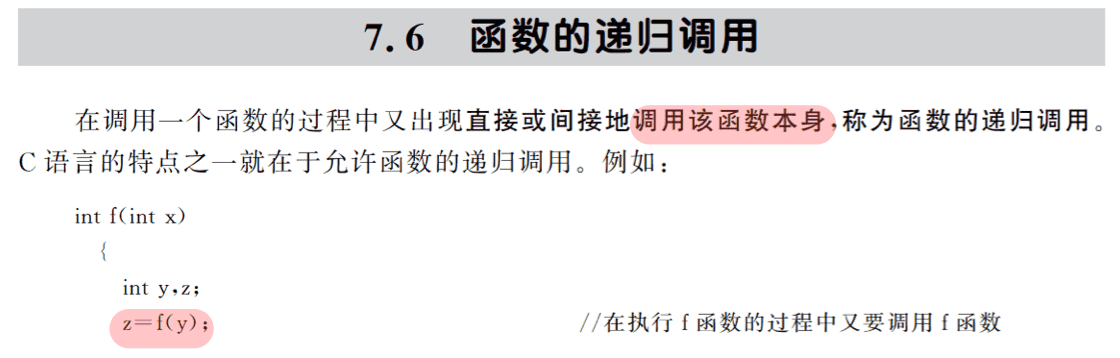 7.6 函数的递归调用
在调用一个函数的过程中又出现直接或间接地调用该函数本身,称为函数的递归调用。
C 语言的特点之一就在于允许函数的递归调用。例如:
int f(int x)
{
int y,z;
z=f(y); //在执行 f 函数的过程中又要调用 f 函数